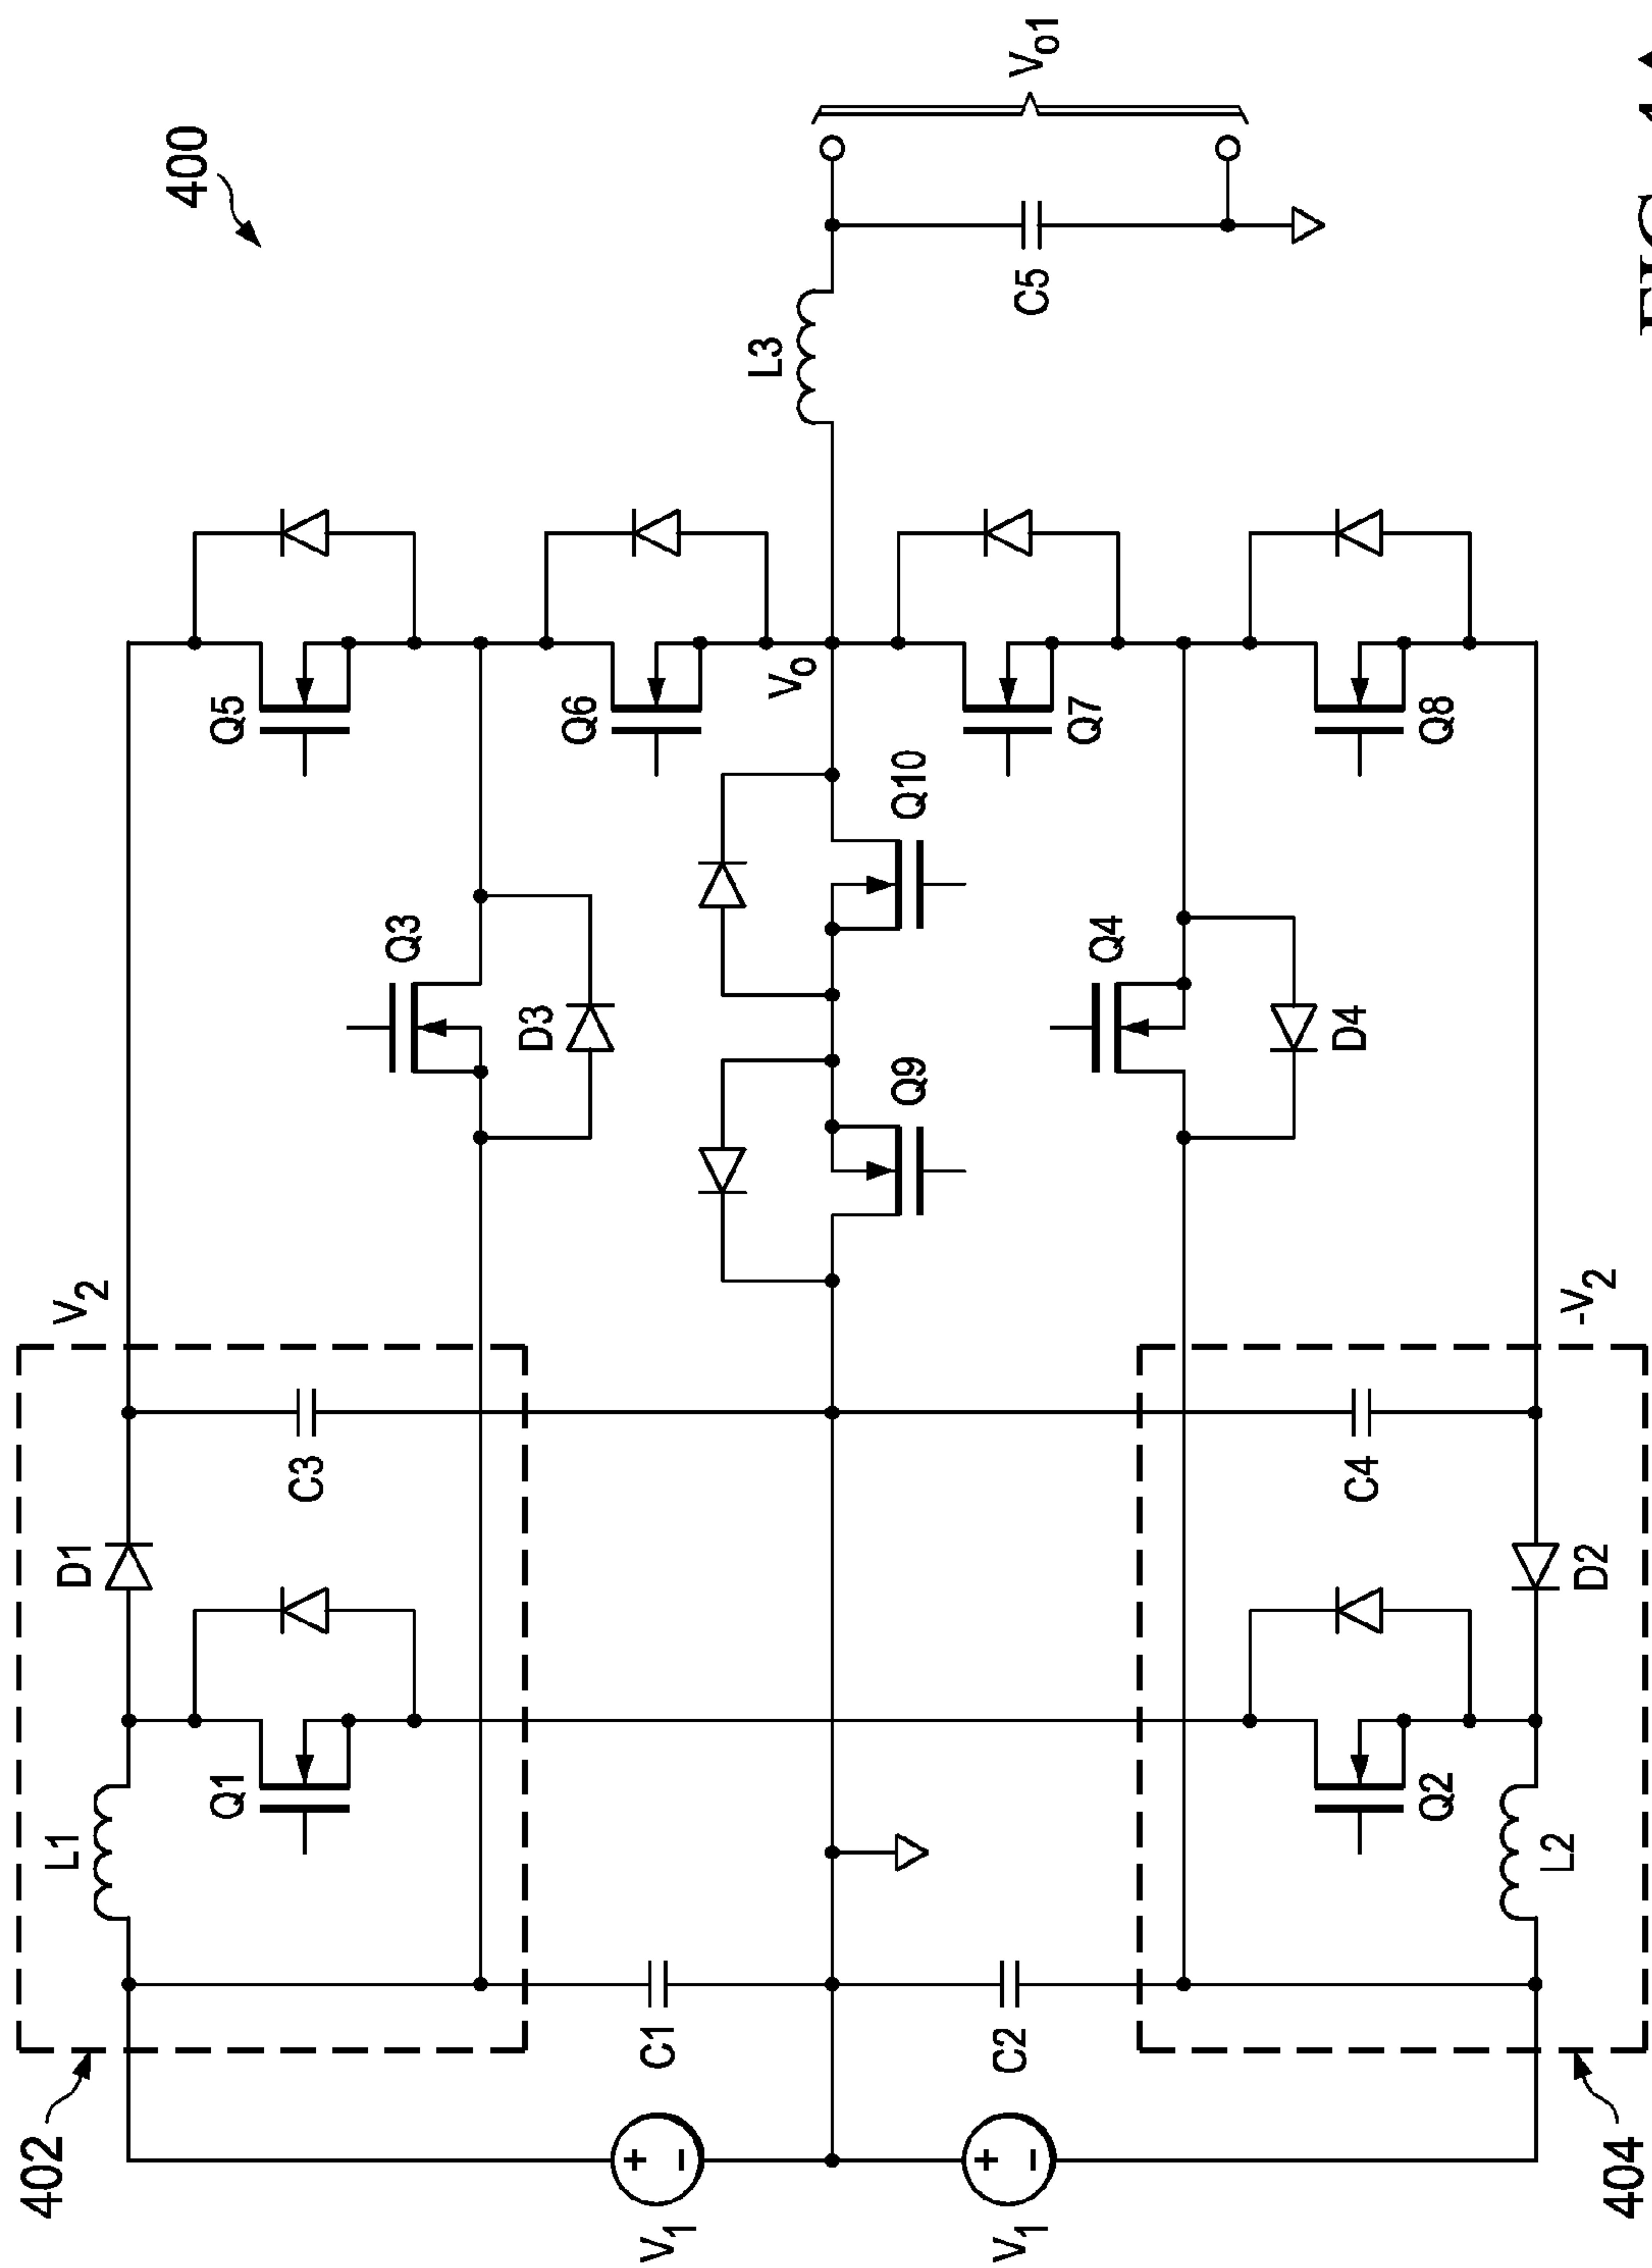 400
402
L1
D1
V2
Q1
C3
Q5
Q3
D3
Q6
C1
V1
+
-
Vo
L3
Vo1
Q9
Q10
C5
C2
V1
+
-
Q7
Q4
D4
Q2
C4
Q8
L2
D2
-V2
404